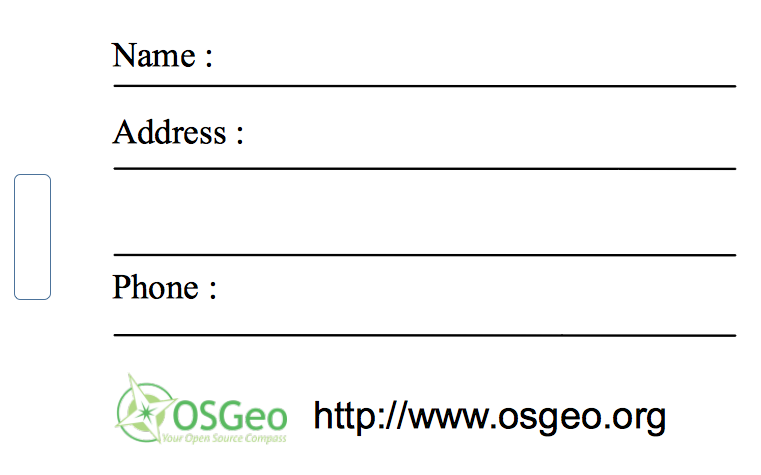 Name :
Address :
Phone :
OSGeo
Your Open Source Compass
http://www.osgeo.org